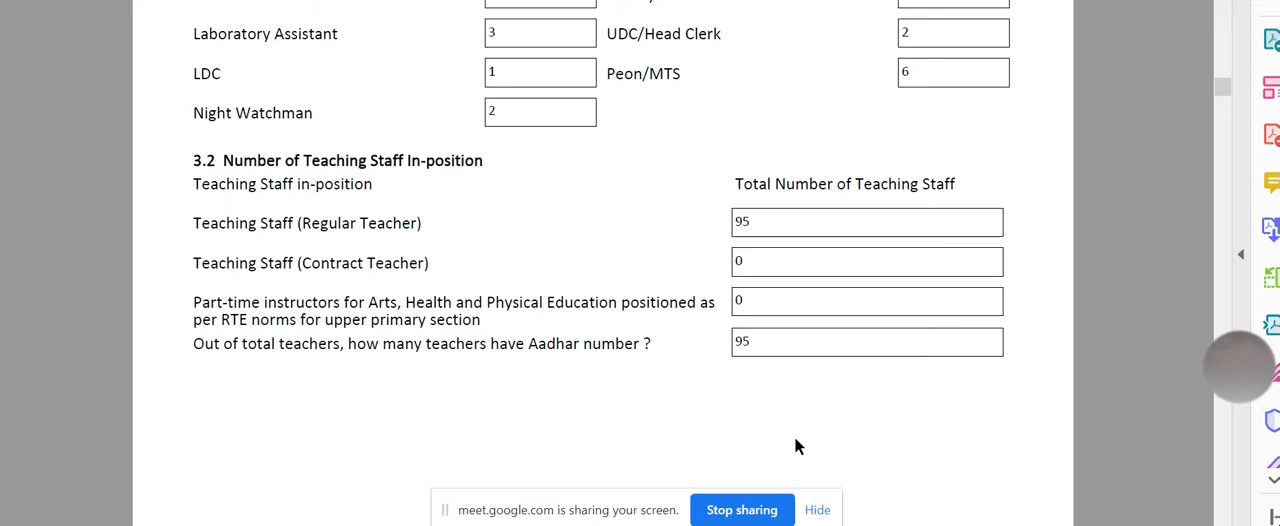 Laboratory Assistant 3 UDC/Head Clerk 2
LDC 1 Peon/MTS 6
Night Watchman 2
3.2 Number of Teaching Staff In-position
Teaching Staff in-position Total Number of Teaching Staff
Teaching Staff (Regular Teacher) 95
Teaching Staff (Contract Teacher) 0
Part-time instructors for Arts, Health and Physical Education positioned as 0
per RTE norms for upper primary section
Out of total teachers, how many teachers have Aadhar number ? 95
meet.google.com is sharing your screen. Stop sharing Hide